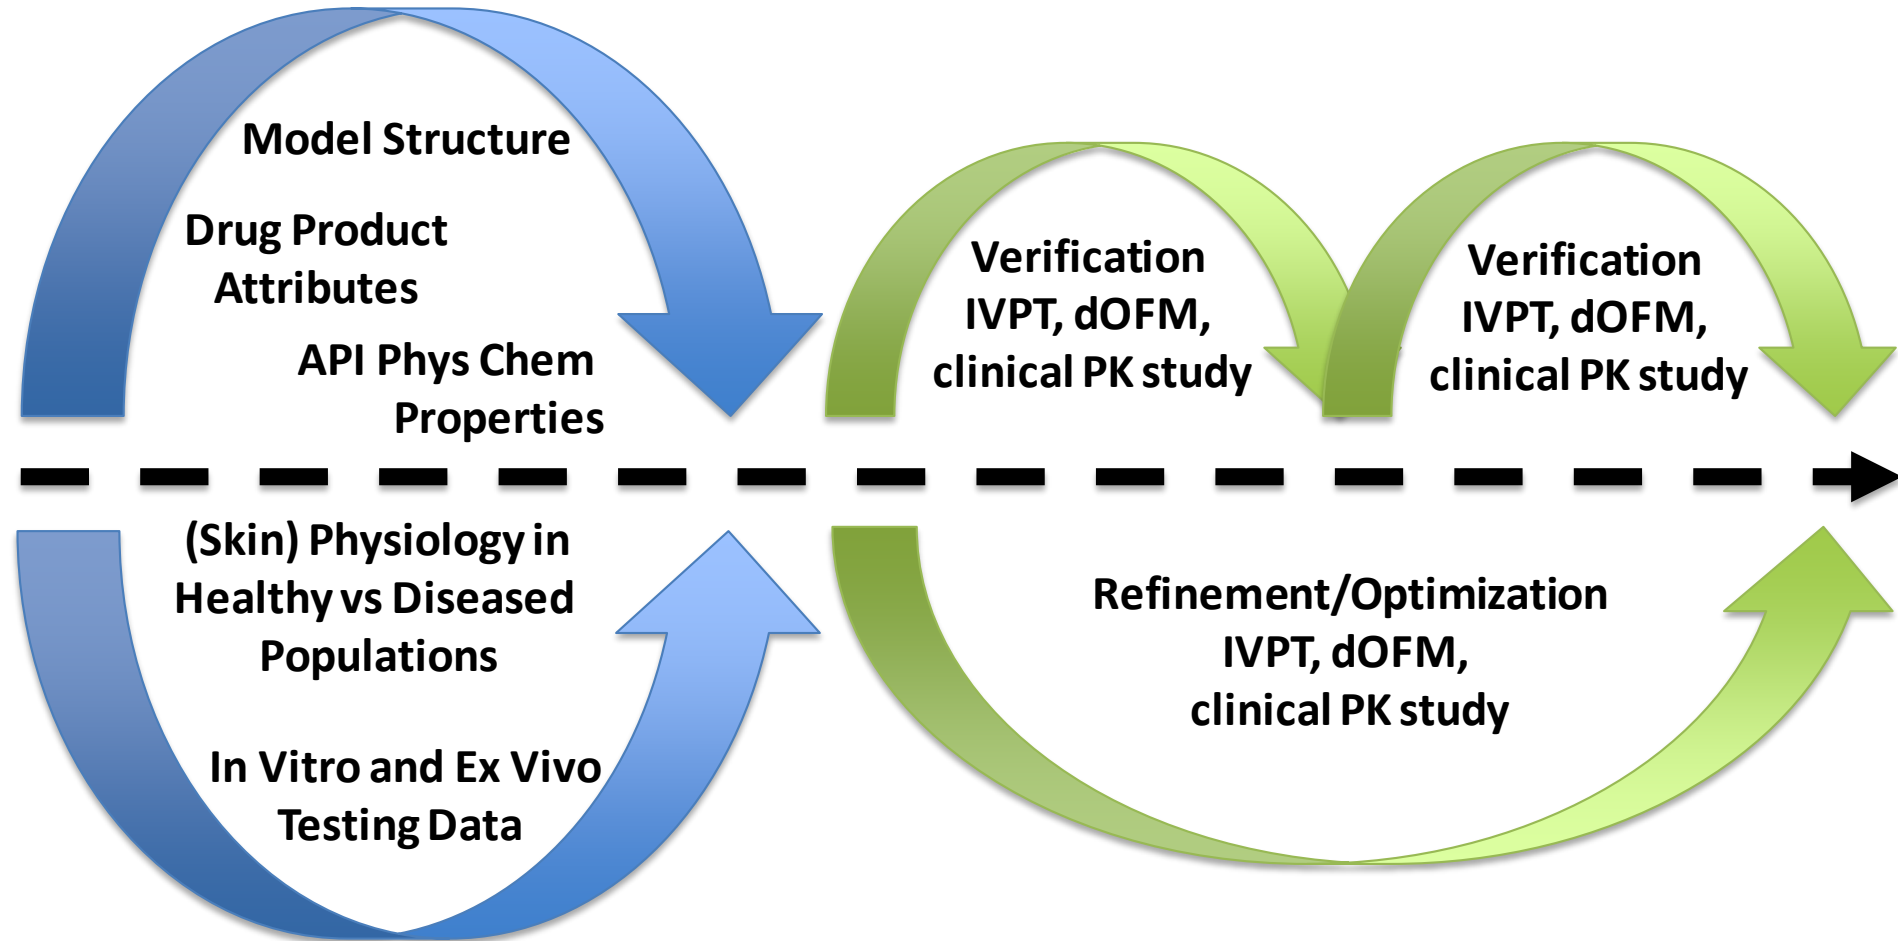 Model Structure
Drug Product
Attributes
API Phys Chem
Properties
(Skin) Physiology in
Healthy vs Diseased
Populations
In Vitro and Ex Vivo
Testing Data
Verification
IVPT, dOFM,
clinical PK study
Verification
IVPT, dOFM,
clinical PK study
Refinement/Optimization
IVPT, dOFM,
clinical PK study